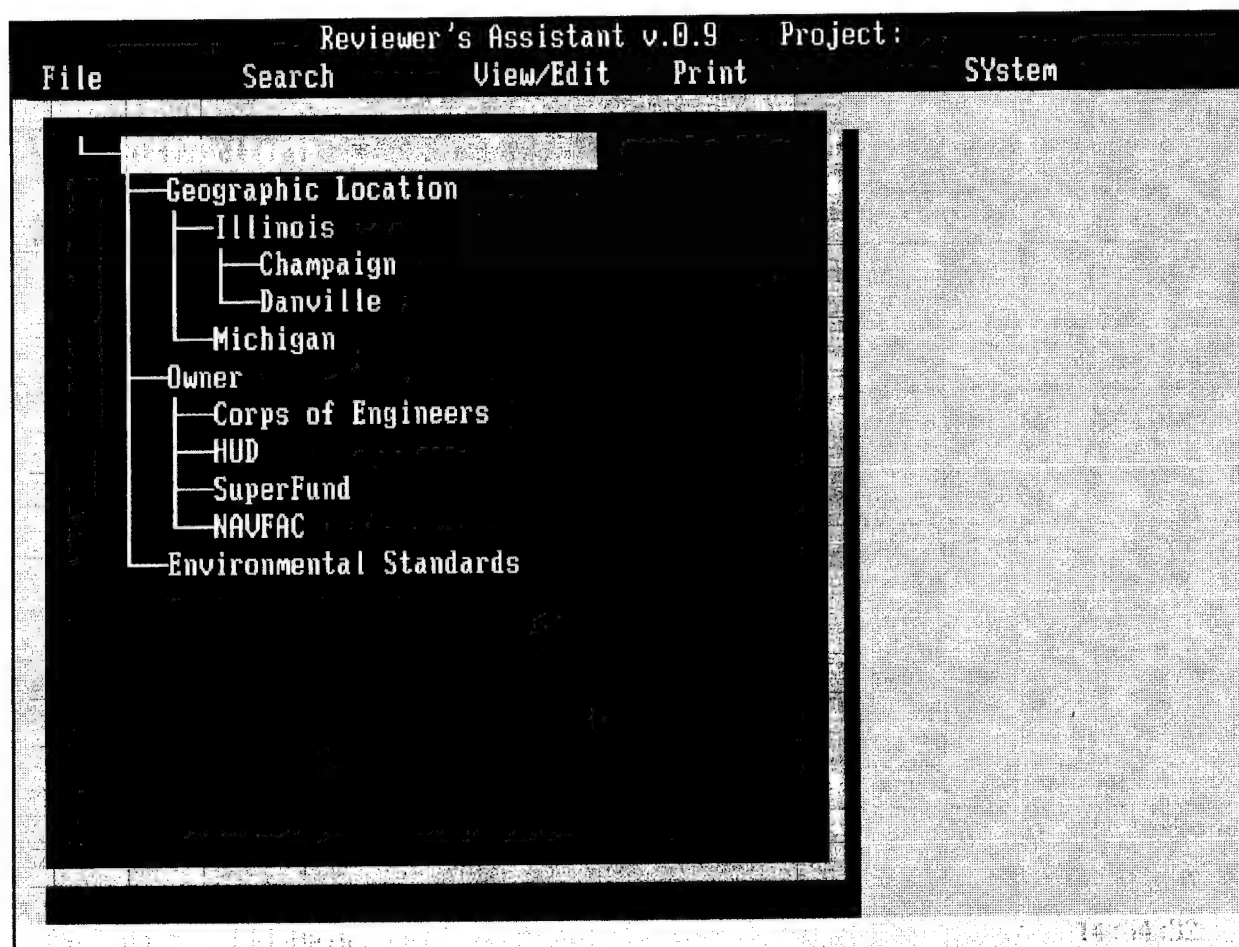 Reviewer's Assistant v.0.9 Project:
File Search View/Edit Print SYstem
Geographic Location
Illinois
Champaign
Danville
Michigan
Owner
Corps of Engineers
HUD
SuperFund
NAVFAC
Environmental Standards